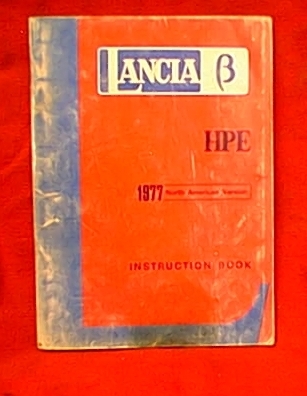 LANCIA β
HPE
1977 North American Version
INSTRUCTION BOOK